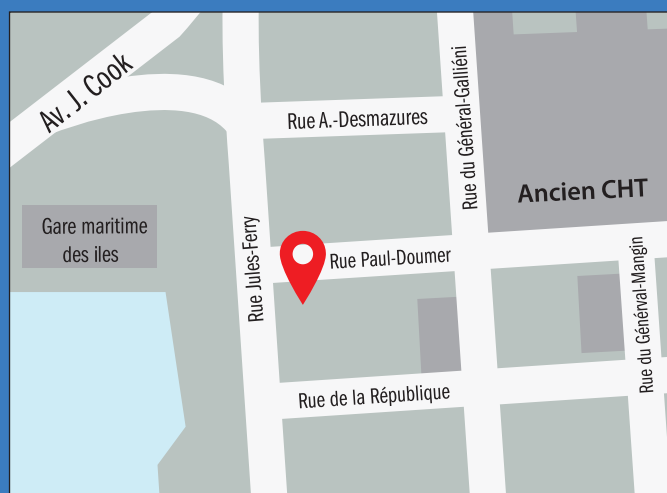 Av. J. Cook
Rue A.-Desmazures
Rue du Général-Galliéni
Ancien CHT
Gare maritime
des iles
Rue Jules-Ferry
Rue Paul-Doumer
Rue du Générval-Mangin
Rue de la République